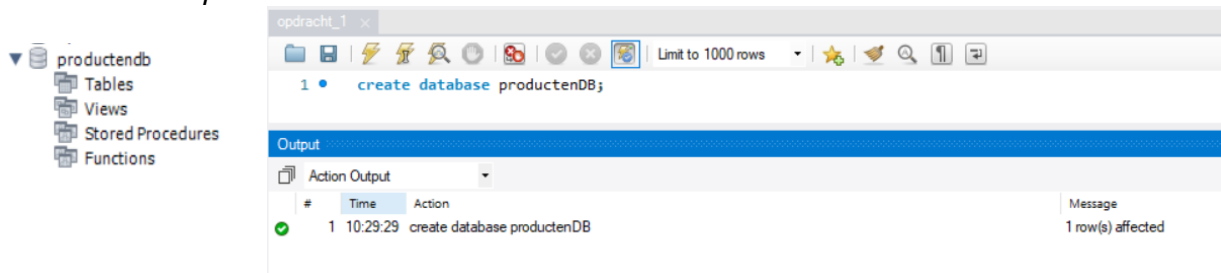 opdracht_1 ×
productendb
Tables
Views
Stored Procedures
Functions
Limit to 1000 rows
1 create database productenDB;
Output
Action Output
# Time Action Message
1 10:29:29 create database productenDB 1 row(s) affected